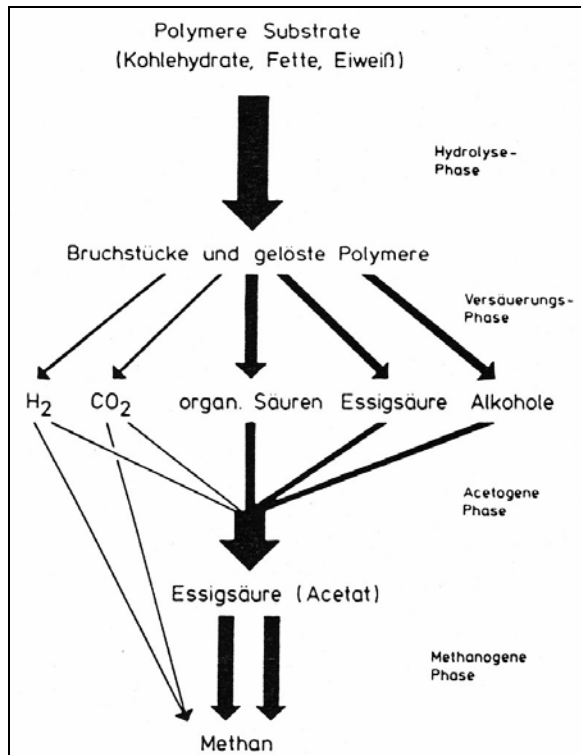 Polymere Substrate
(Kohlehydrate, Fette, Eiweiß)
Hydrolyse-
Phase
Bruchstücke und gelöste Polymere
Versäuerungs-
Phase
H2 CO2 organ. Säuren Essigsäure Alkohole
Acetogene
Phase
Essigsäure (Acetat)
Methanogene
Phase
Methan